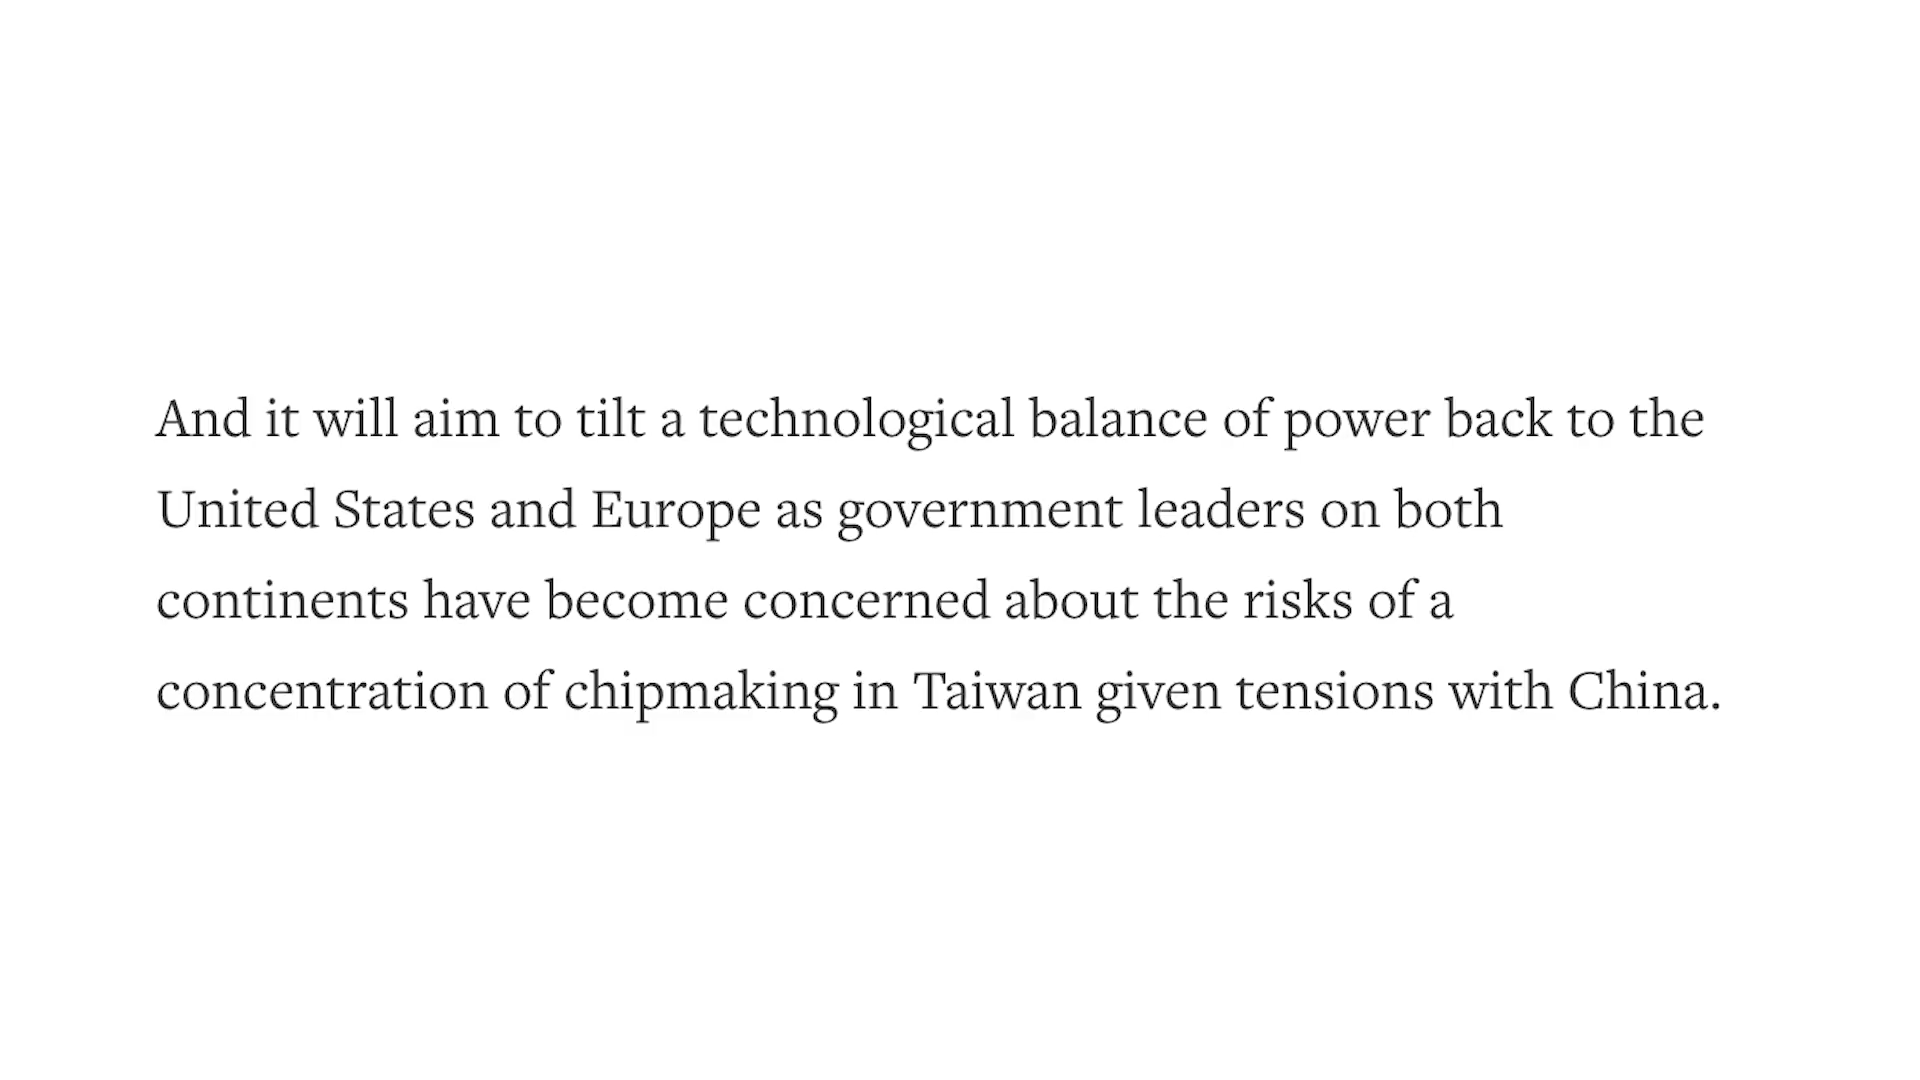 And it will aim to tilt a technological balance of power back to the
United States and Europe as government leaders on both
continents have become concerned about the risks of a
concentration of chipmaking in Taiwan given tensions with China.